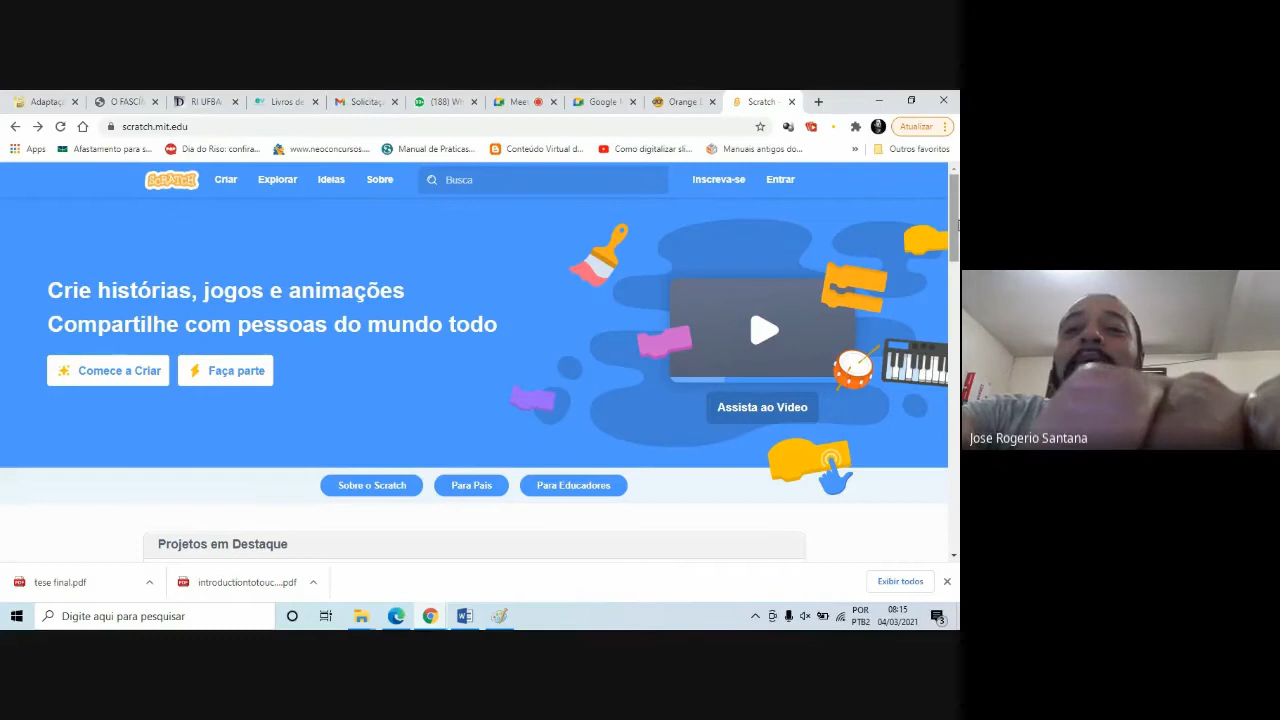 Adaptaç
O FASCÍ
RI UFBA
Livros de
Solicitaç
(188) W
Meet
Google
Orange
Scratch -
scratch.mit.edu
Atualizar
Apps
Afastamento para s...
Dia do Riso: confira...
www.neoconcursos....
Manual de Praticas...
Conteúdo Virtual d...
Como digitalizar sli...
Manuais antigos do...
»
Outros favoritos
SCRATCH
Criar
Explorar
Ideias
Sobre
Busca
Inscreva-se
Entrar
Crie histórias, jogos e animações
Compartilhe com pessoas do mundo todo
Comece a Criar
Faça parte
Assista ao Video
Sobre o Scratch
Para Pais
Para Educadores
Projetos em Destaque
Jose Rogerio Santana
tese final.pdf
introductiontotouc....pdf
Exibir todos
Digite aqui para pesquisar
POR
PTB2
08:15
04/03/2021
3